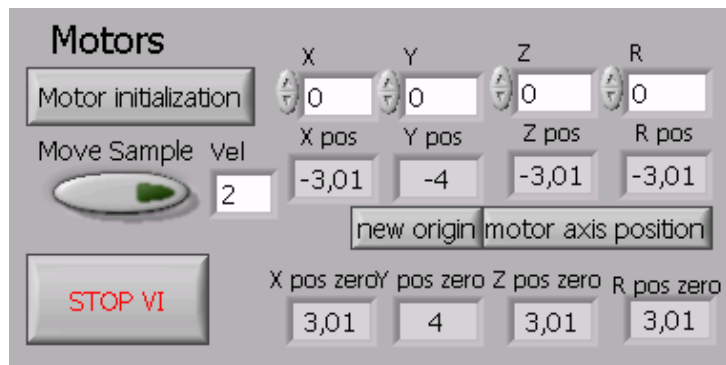 Motors
X Y Z R
Motor initialization
0 0 0 0
Move Sample Vel
X pos Y pos Z pos R pos
2
-3,01 -4 -3,01 -3,01
new origin motor axis position
STOP VI
X pos zero Y pos zero Z pos zero R pos zero
3,01 4 3,01 3,01